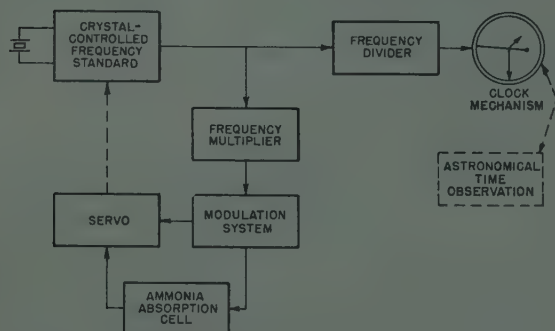 CRYSTAL-
CONTROLLED
FREQUENCY
STANDARD
FREQUENCY
DIVIDER
CLOCK
MECHANISM
FREQUENCY
MULTIPLIER
ASTRONOMICAL
TIME
OBSERVATION
SERVO
MODULATION
SYSTEM
AMMONIA
ABSORPTION
CELL